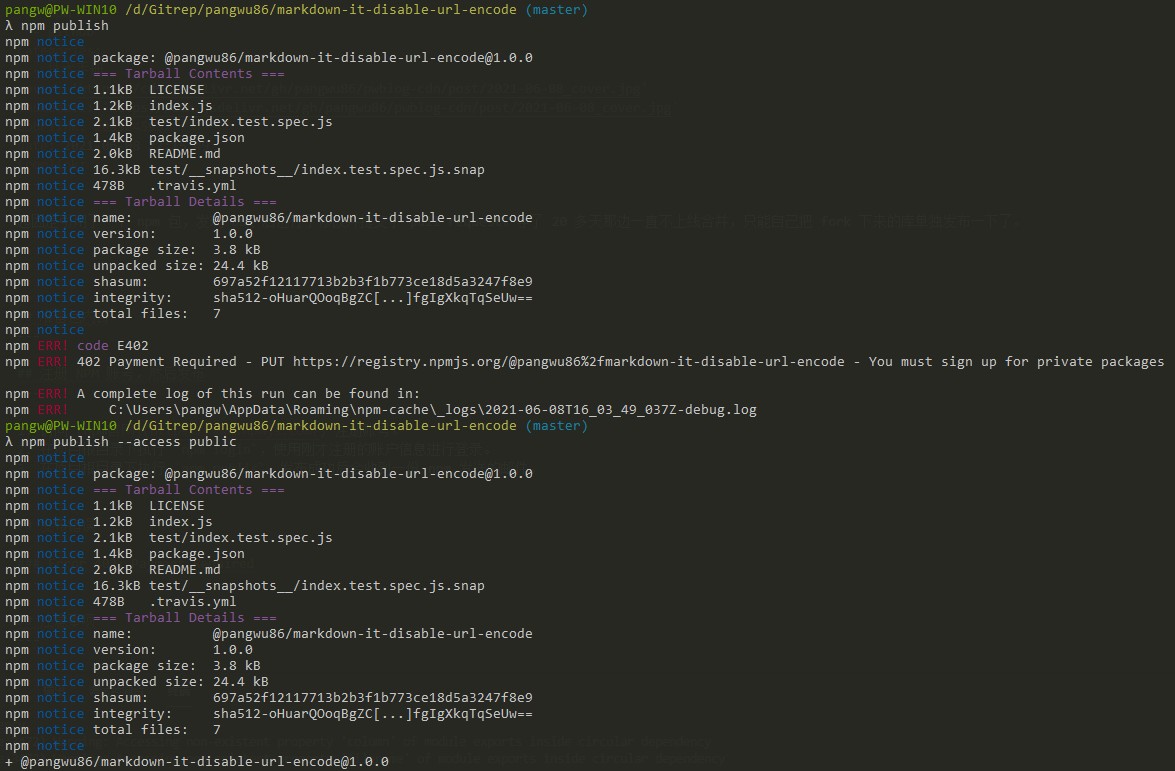 pangw@PW-WIN10 /d/Gitrep/pangwu86/markdown-it-disable-url-encode (master)
λ npm publish
npm notice
npm notice package: @pangwu86/markdown-it-disable-url-encode@1.0.0
npm notice === Tarball Contents ===
npm notice 1.1kB  LICENSE
npm notice 1.2kB  index.js
npm notice 2.1kB  test/index.test.spec.js
npm notice 1.4kB  package.json
npm notice 2.0kB  README.md
npm notice 16.3kB test/__snapshots__/index.test.spec.js.snap
npm notice 478B   .travis.yml
npm notice === Tarball Details ===
npm notice name:          @pangwu86/markdown-it-disable-url-encode
npm notice version:       1.0.0
npm notice package size:  3.8 kB
npm notice unpacked size: 24.4 kB
npm notice shasum:        697a52f12117713b2b3f1b773ce18d5a3247f8e9
npm notice integrity:     sha512-oHuarQOoqBgZC[...]fgIgXkqTqSeUw==
npm notice total files:   7
npm notice
npm ERR! code E402
npm ERR! 402 Payment Required - PUT https://registry.npmjs.org/@pangwu86%2fmarkdown-it-disable-url-encode - You must sign up for private packages
npm ERR! A complete log of this run can be found in:
npm ERR!     C:\Users\pangw\AppData\Roaming\npm-cache\_logs\2021-06-08T16_03_49_037Z-debug.log
pangw@PW-WIN10 /d/Gitrep/pangwu86/markdown-it-disable-url-encode (master)
λ npm publish --access public
npm notice
npm notice package: @pangwu86/markdown-it-disable-url-encode@1.0.0
npm notice === Tarball Contents ===
npm notice 1.1kB  LICENSE
npm notice 1.2kB  index.js
npm notice 2.1kB  test/index.test.spec.js
npm notice 1.4kB  package.json
npm notice 2.0kB  README.md
npm notice 16.3kB test/__snapshots__/index.test.spec.js.snap
npm notice 478B   .travis.yml
npm notice === Tarball Details ===
npm notice name:          @pangwu86/markdown-it-disable-url-encode
npm notice version:       1.0.0
npm notice package size:  3.8 kB
npm notice unpacked size: 24.4 kB
npm notice shasum:        697a52f12117713b2b3f1b773ce18d5a3247f8e9
npm notice integrity:     sha512-oHuarQOoqBgZC[...]fgIgXkqTqSeUw==
npm notice total files:   7
npm notice
+ @pangwu86/markdown-it-disable-url-encode@1.0.0